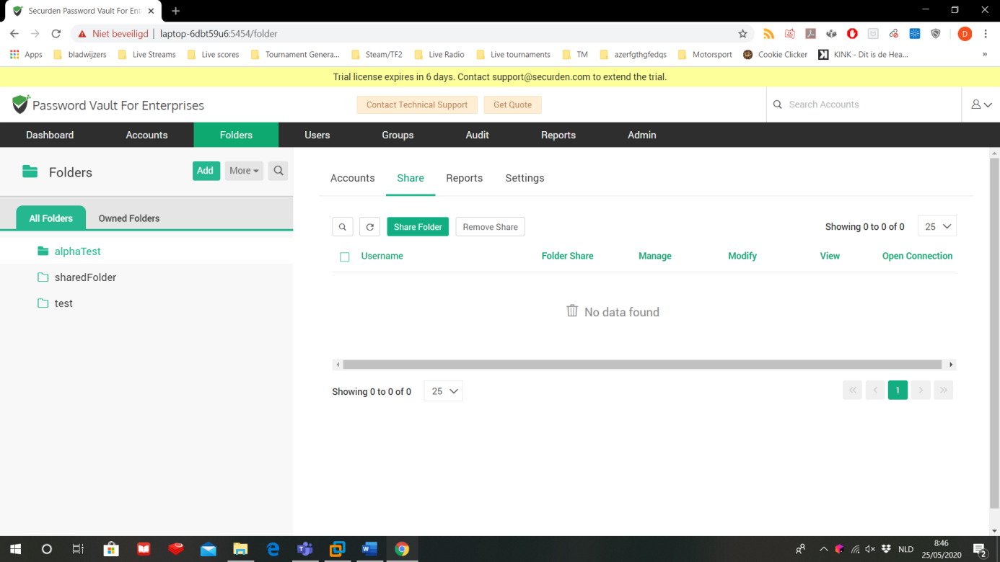 Securden Password Vault For Ent
Niet beveiligd | laptop-6dbt59u6:5454/folder
D
Apps bladwijzers Live Streams Live scores Tournament Genera... Steam/TF2 Live Radio Live tournaments TM azerfgthgfedqs Motorsport Cookie Clicker KINK - Dit is de Hea... »
Trial license expires in 6 days. Contact support@securden.com to extend the trial.
Password Vault For Enterprises Contact Technical Support Get Quote Search Accounts
Dashboard Accounts Folders Users Groups Audit Reports Admin
Folders Add More
Accounts Share Reports Settings
All Folders Owned Folders
Share Folder Remove Share Showing 0 to 0 of 0 25
Username Folder Share Manage Modify View Open Connection
alphaTest
sharedFolder
test
No data found
Showing 0 to 0 of 0 25 « < 1 > »
NLD 8:46
25/05/2020 2